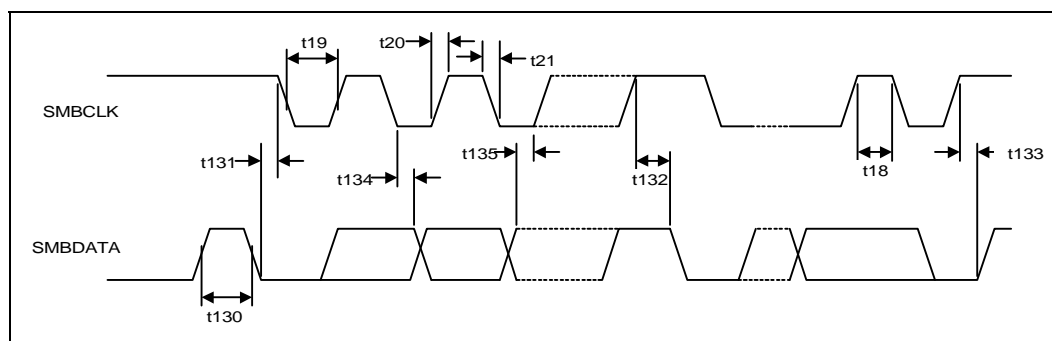 t19
t20
t21
SMBCLK
t131
t134
t135
t132
t18
t133
SMBDATA
t130